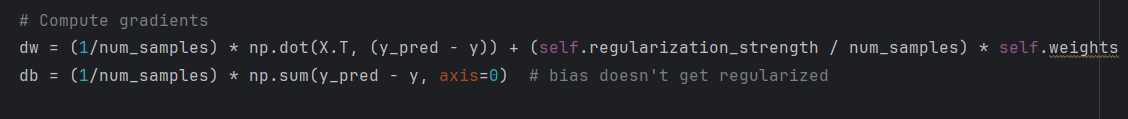 # Compute gradients
dw = (1/num_samples) * np.dot(X.T, (y_pred - y)) + (self.regularization_strength / num_samples) * self.weights
db = (1/num_samples) * np.sum(y_pred - y, axis=0)  # bias doesn't get regularized